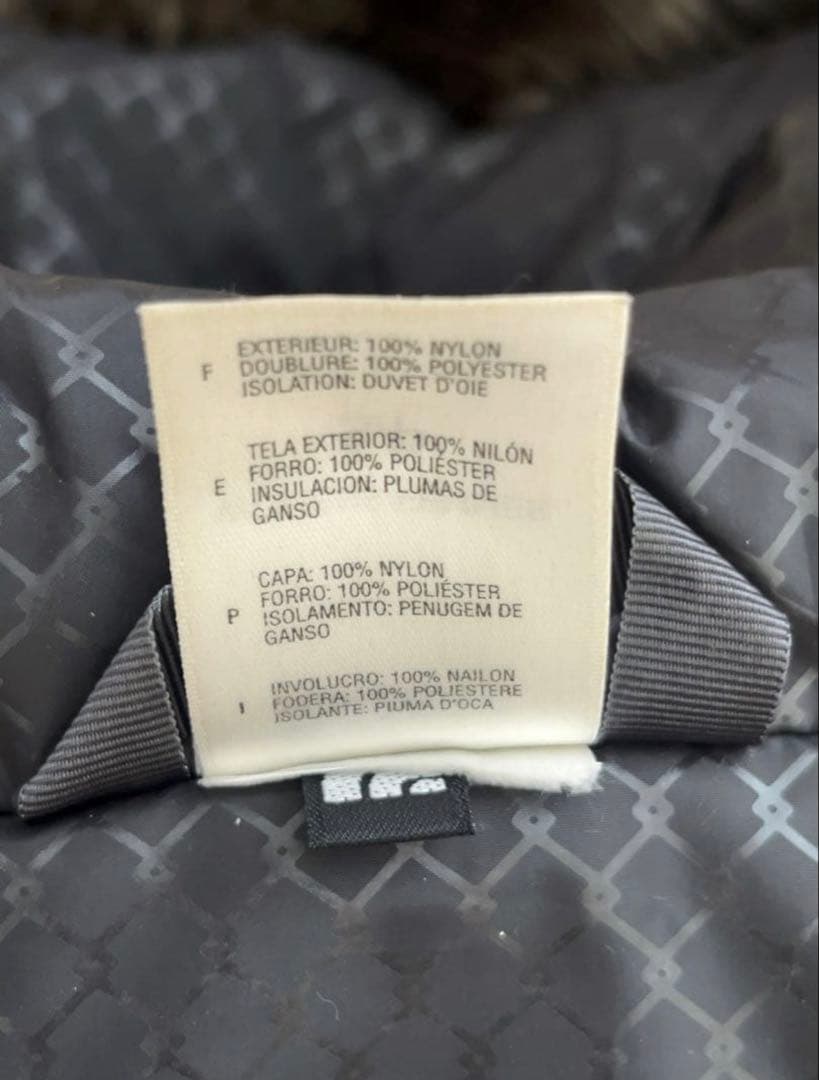 F
EXTERIEUR: 100% NYLON
DOUBLURE: 100% POLYESTER
ISOLATION: DUVET D'OIE
E
TELA EXTERIOR: 100% NILÓN
FORRO: 100% POLIÉSTER
INSULACION: PLUMAS DE
GANSO
P
CAPA: 100% NYLON
FORRO: 100% POLIÉSTER
ISOLAMENTO: PENUGEM DE
GANSO
I
INVOLUCRO: 100% NAILON
FODERA: 100% POLIESTERE
ISOLANTE: PIUMA D'OCA